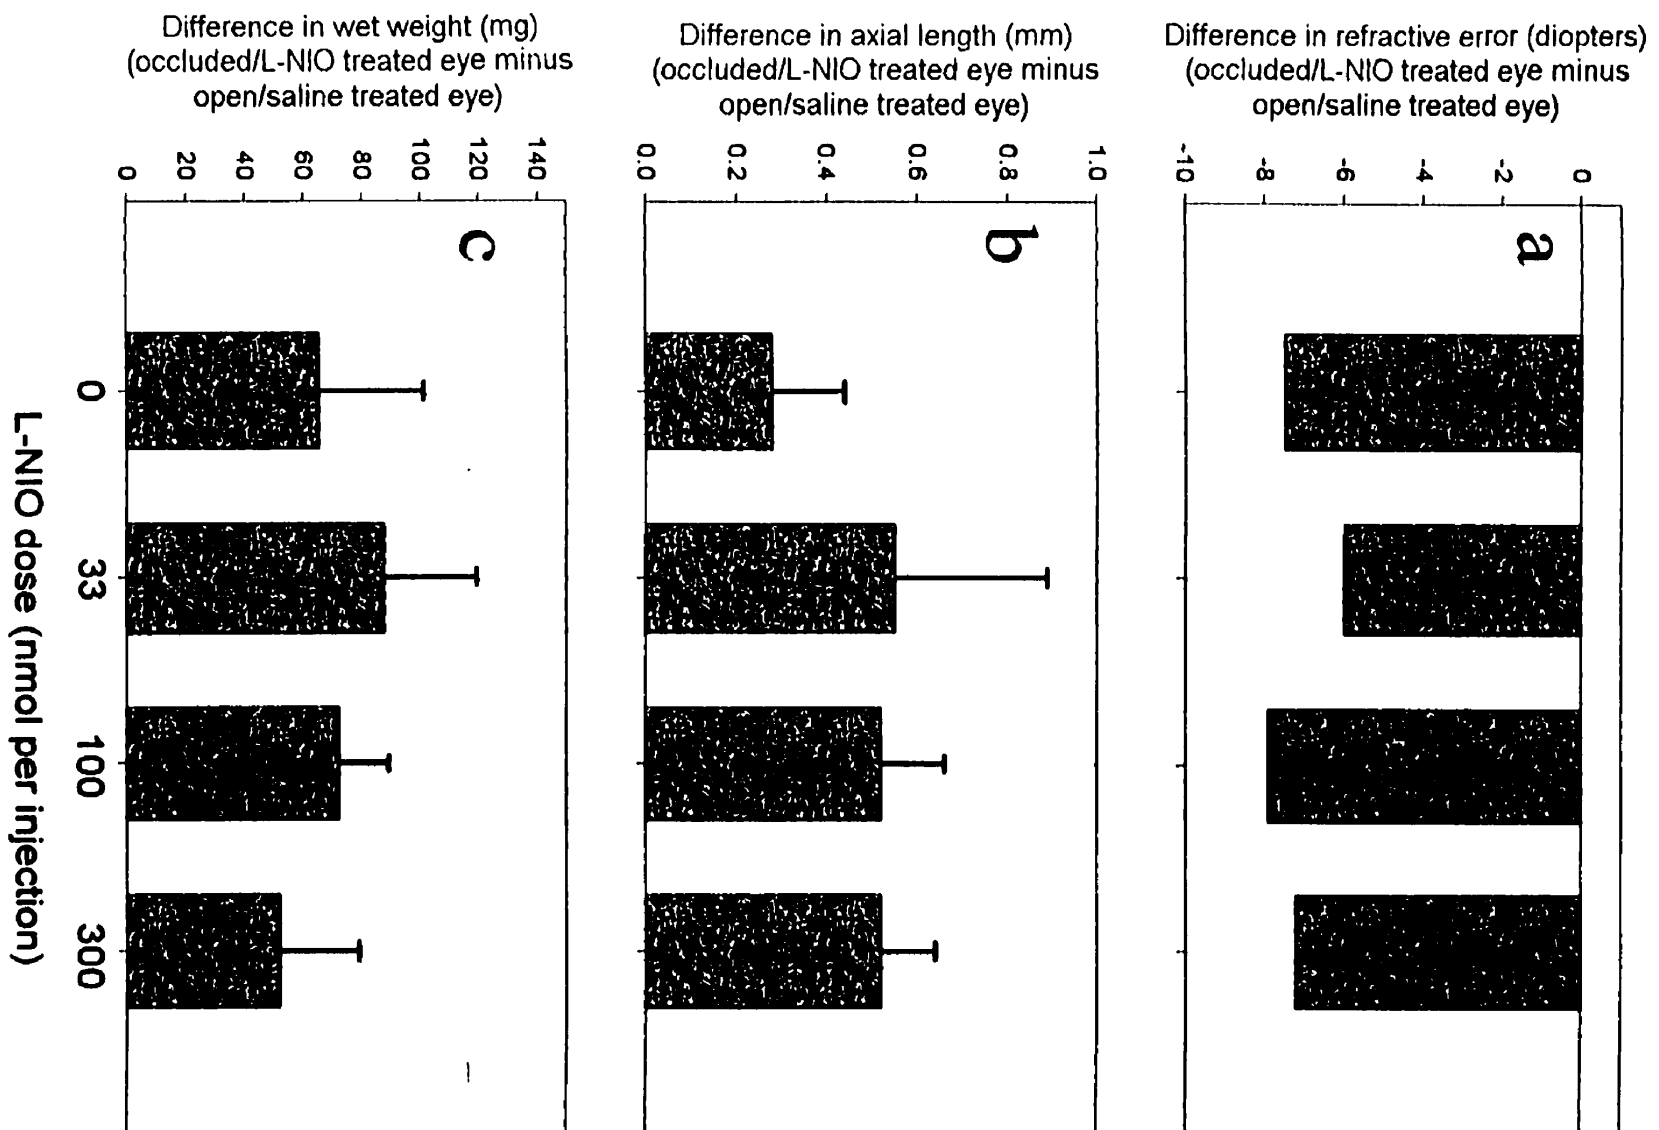 Difference in wet weight (mg)
(occluded/L-NIO treated eye minus
open/saline treated eye)
Difference in axial length (mm)
(occluded/L-NIO treated eye minus
open/saline treated eye)
Difference in refractive error (diopters)
(occluded/L-NIO treated eye minus
open/saline treated eye)
0 20 40 60 80 100 120 140
0.0 0.2 0.4 0.6 0.8 1.0
-10 -8 -6 -4 -2 0
c
b
a
0
33
100
300
L-NIO dose (nmol per injection)